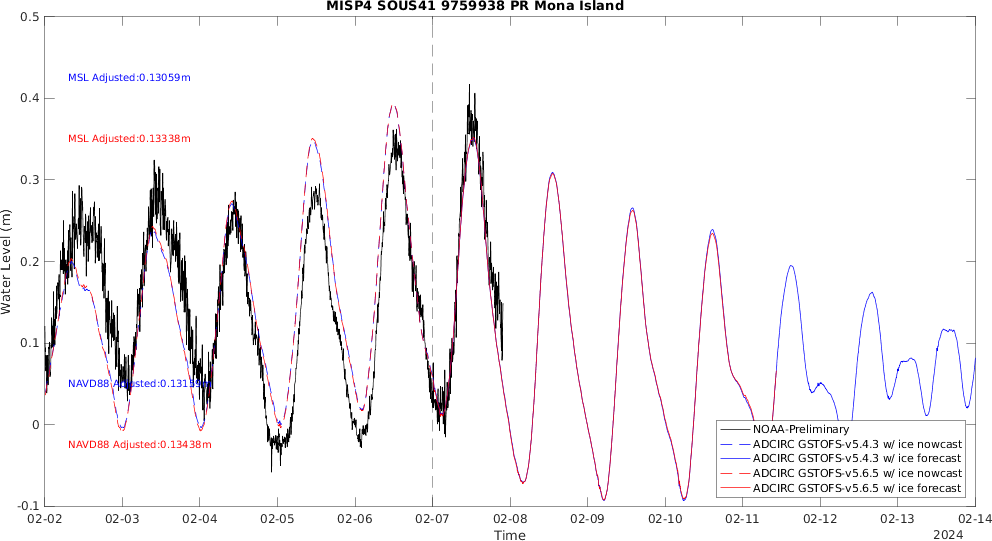 MISP4 SOUS41 9759938 PR Mona Island
0.5
0.4
0.3
0.2
0.1
0
-0.1
Water Level (m)
MSL Adjusted:0.13059m
MSL Adjusted:0.13338m
NAVD88 Adjusted:0.13159m
NAVD88 Adjusted:0.13438m
NOAA-Preliminary
ADCIRC GSTOFS-v5.4.3 w/ ice nowcast
ADCIRC GSTOFS-v5.4.3 w/ ice forecast
ADCIRC GSTOFS-v5.6.5 w/ ice nowcast
ADCIRC GSTOFS-v5.6.5 w/ ice forecast
02-02 02-03 02-04 02-05 02-06 02-07 02-08 02-09 02-10 02-11 02-12 02-13 02-14
Time
2024